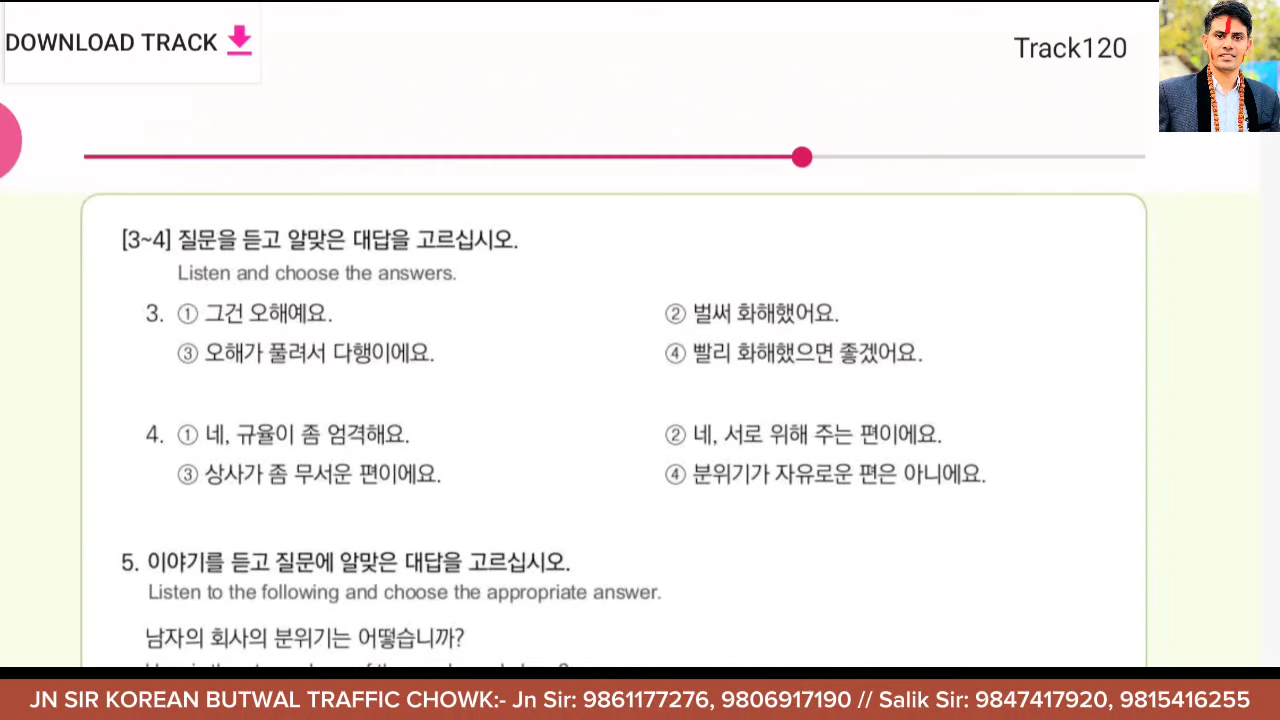 DOWNLOAD TRACK
Track120
[3~4] 질문을 듣고 알맞은 대답을 고르십시오.
Listen and choose the answers.
3. ① 그건 오해예요. ② 벌써 화해했어요.
③ 오해가 풀려서 다행이에요. ④ 빨리 화해했으면 좋겠어요.
4. ① 네, 규율이 좀 엄격해요. ② 네, 서로 위해 주는 편이에요.
③ 상사가 좀 무서운 편이에요. ④ 분위기가 자유로운 편은 아니에요.
5. 이야기를 듣고 질문에 알맞은 대답을 고르십시오.
Listen to the following and choose the appropriate answer.
남자의 회사의 분위기는 어떻습니까?
JN SIR KOREAN BUTWAL TRAFFIC CHOWK:- Jn Sir: 9861177276, 9806917190 // Salik Sir: 9847417920, 9815416255